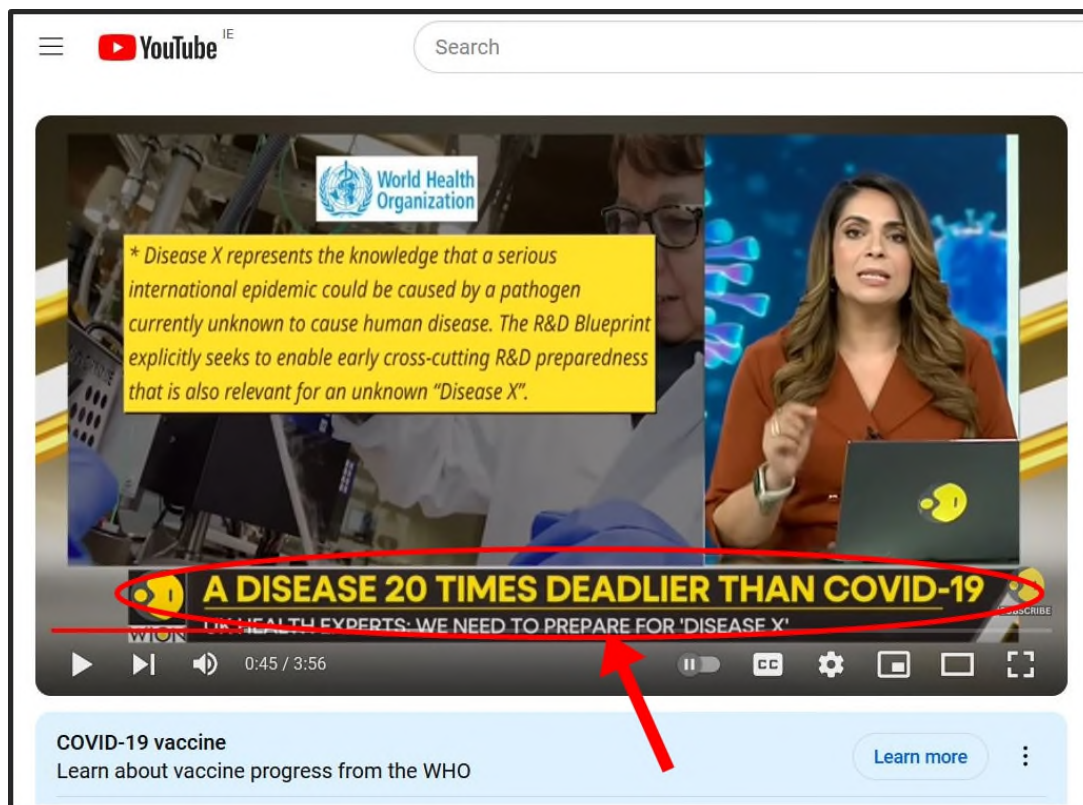 YouTube IE
Search
World Health
Organization
* Disease X represents the knowledge that a serious
international epidemic could be caused by a pathogen
currently unknown to cause human disease. The R&D Blueprint
explicitly seeks to enable early cross-cutting R&D preparedness
that is also relevant for an unknown “Disease X”.
A DISEASE 20 TIMES DEADLIER THAN COVID-19
SUBSCRIBE
WION
UK HEALTH EXPERTS: WE NEED TO PREPARE FOR 'DISEASE X'
0:45 / 3:56
CC
COVID-19 vaccine
Learn about vaccine progress from the WHO
Learn more